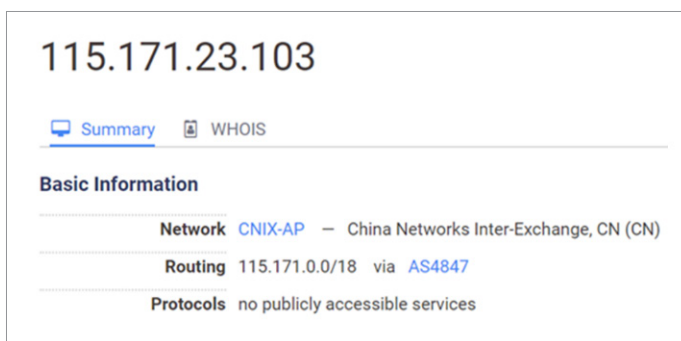 115.171.23.103
Summary WHOIS
Basic Information
Network CNIX-AP — China Networks Inter-Exchange, CN (CN)
Routing 115.171.0.0/18 via AS4847
Protocols no publicly accessible services